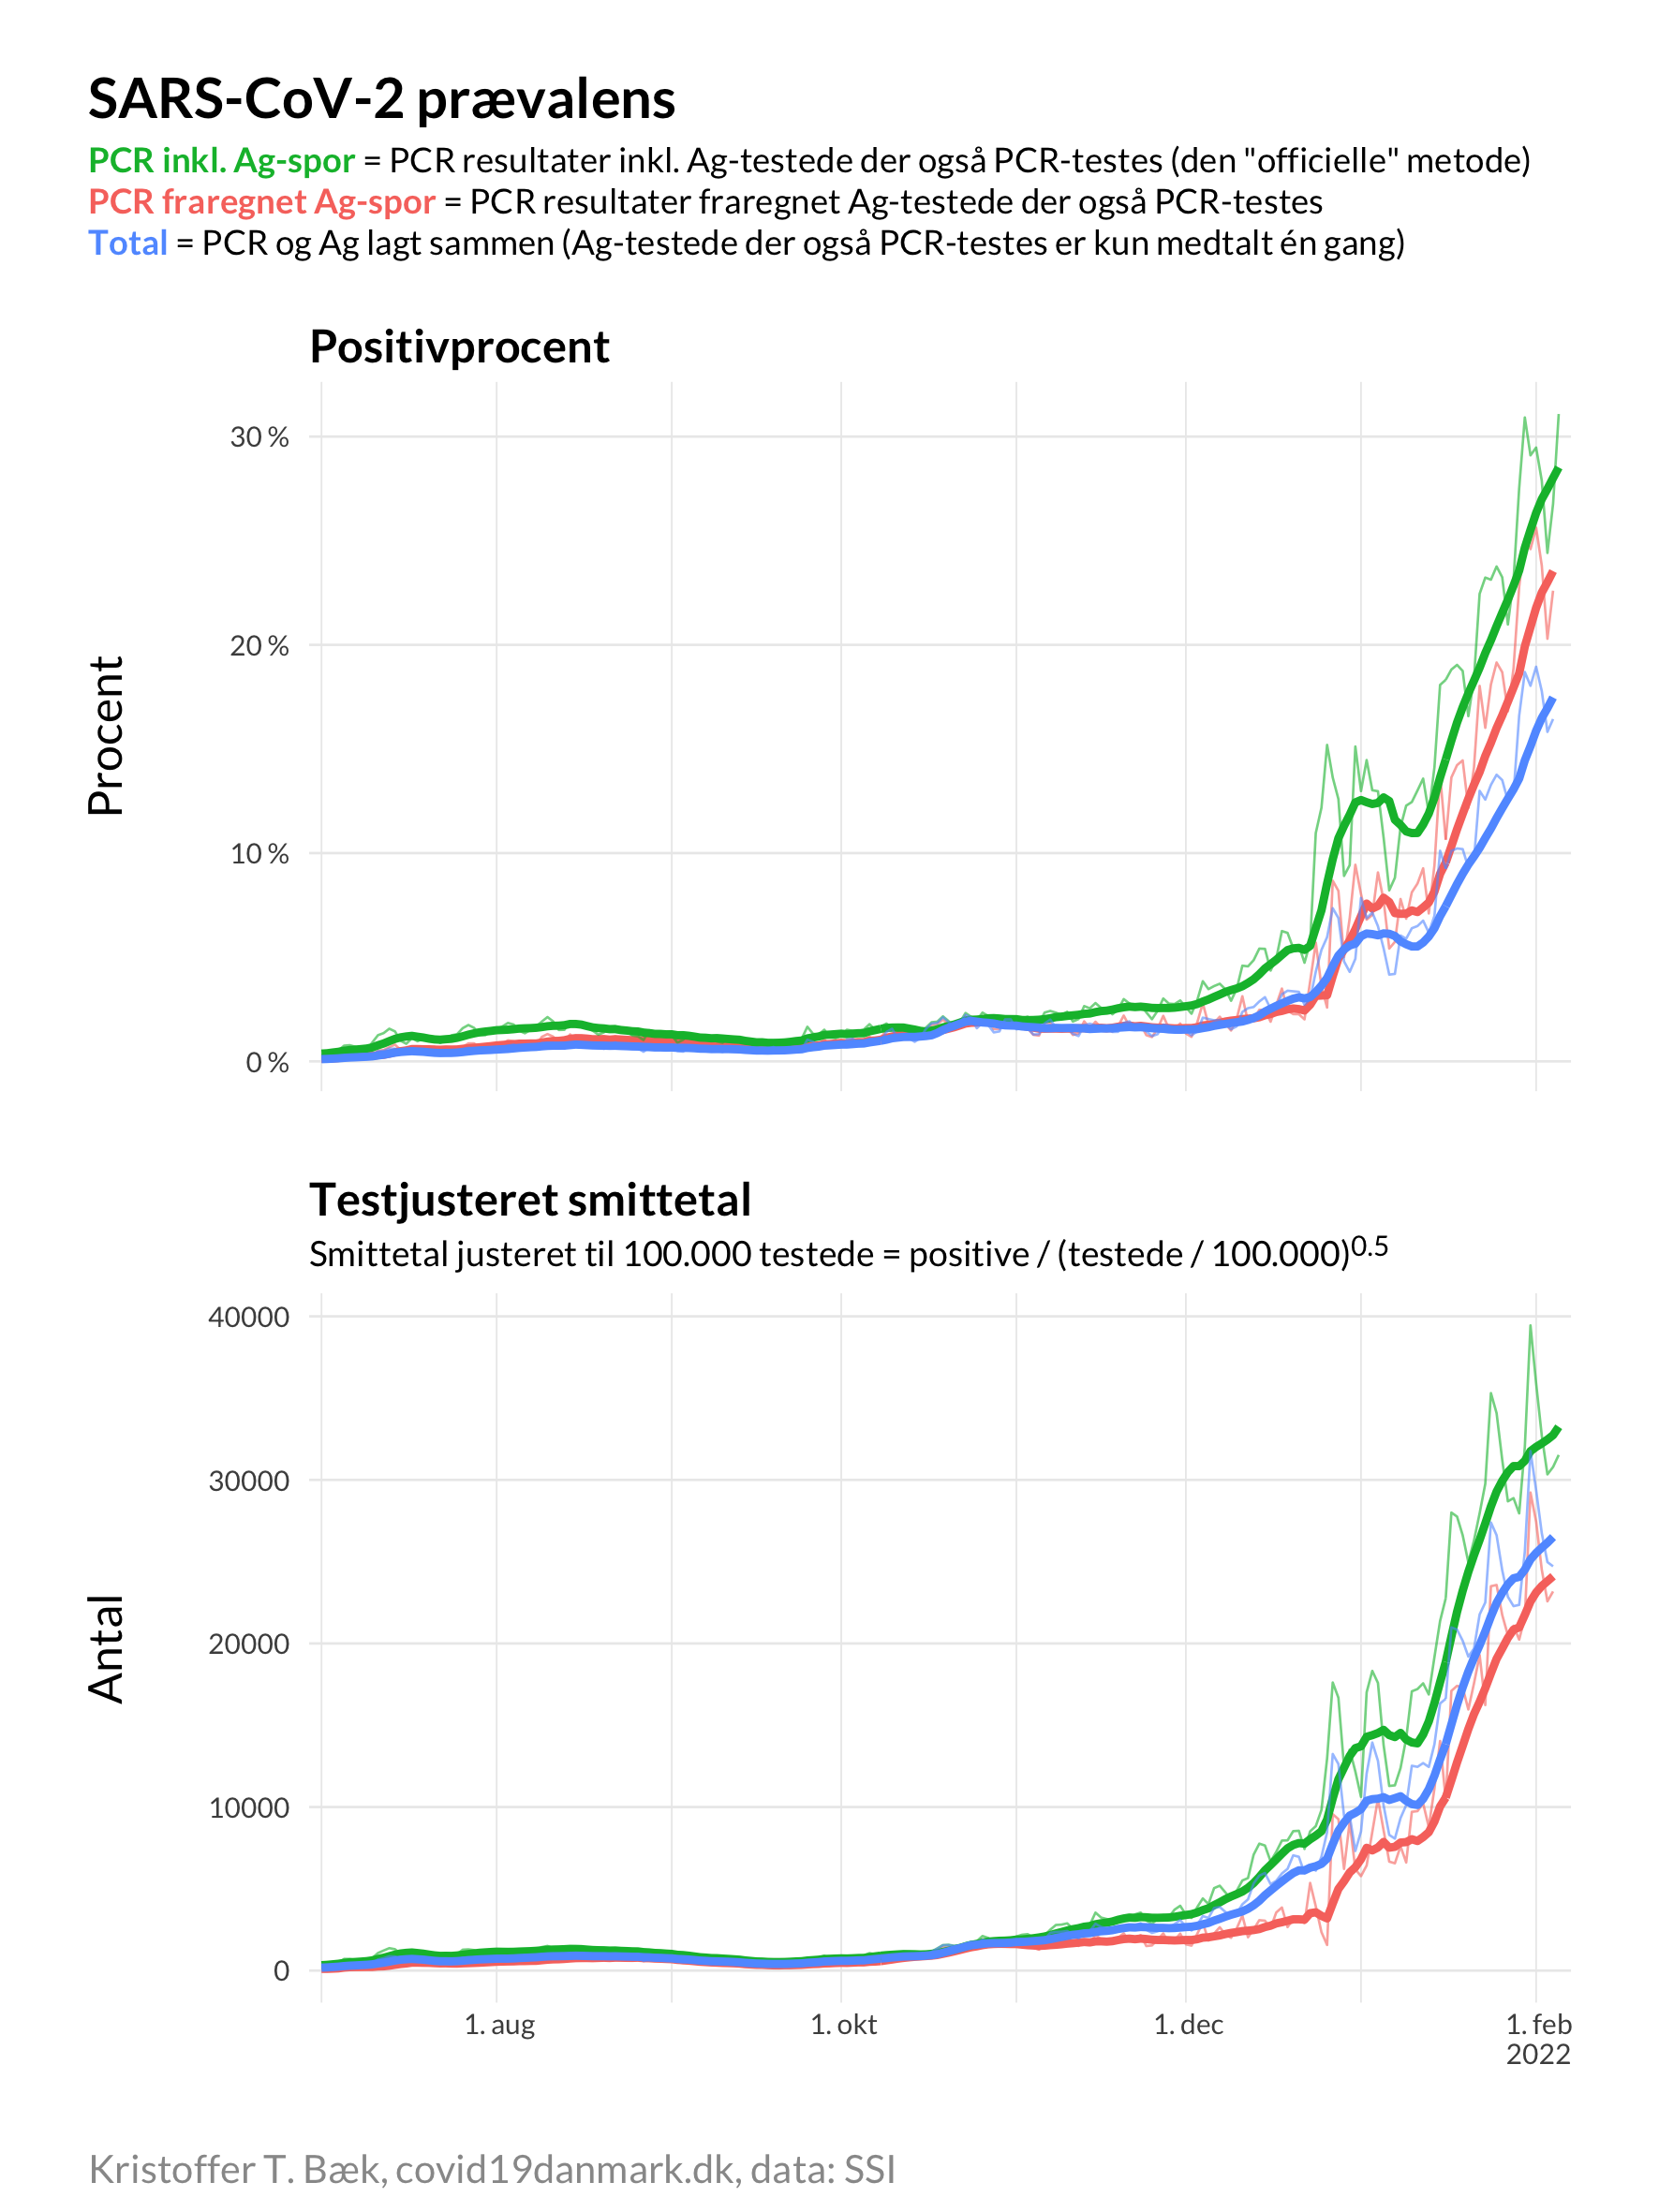 SARS-CoV-2 prævalens
PCR inkl. Ag-spor = PCR resultater inkl. Ag-testede der også PCR-testes (den "officielle" metode)
PCR fraregnet Ag-spor = PCR resultater fraregnet Ag-testede der også PCR-testes
Total = PCR og Ag lagt sammen (Ag-testede der også PCR-testes er kun medtalt én gang)
Positivprocent
Procent
30 %
20 %
10 %
0 %
Testjusteret smittetal
Smittetal justeret til 100.000 testede = positive / (testede / 100.000)^0.5
Antal
40000
30000
20000
10000
0
1. aug
1. okt
1. dec
1. feb
2022
Kristoffer T. Bæk, covid19danmark.dk, data: SSI